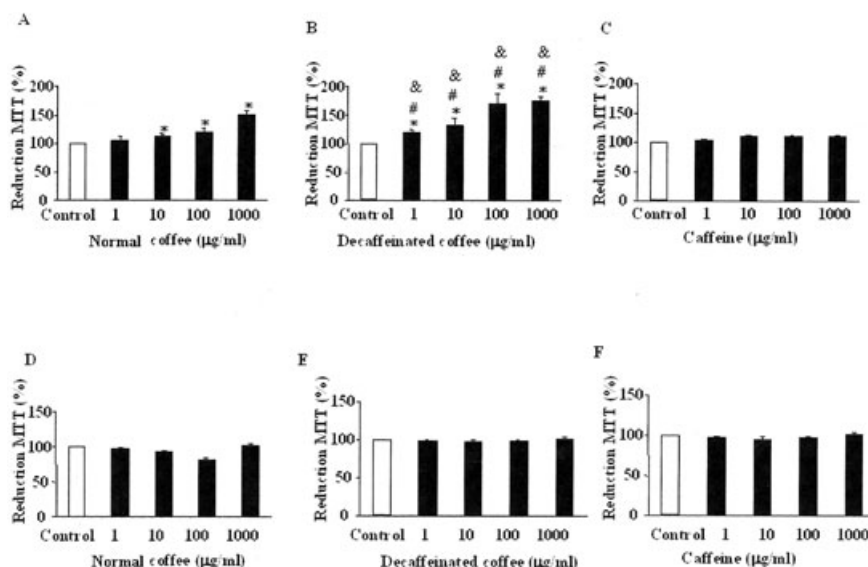 A
Reduction MTT (%)
200
150
100
50
0
*
*
*
Control 1 10 100 1000
Normal coffee (μg/ml)
B
Reduction MTT (%)
200
150
100
50
0
& & & &
# # # #
* * * *
Control 1 10 100 1000
Decaffeinated coffee (μg/ml)
C
Reduction MTT (%)
200
150
100
50
0
Control 1 10 100 1000
Caffeine (μg/ml)
D
Reduction MTT (%)
150
100
50
0
Control 1 10 100 1000
Normal coffee (μg/ml)
E
Reduction MTT (%)
150
100
50
0
Control 1 10 100 1000
Decaffeinated coffee (μg/ml)
F
Reduction MTT (%)
150
100
50
0
Control 1 10 100 1000
Caffeine (μg/ml)